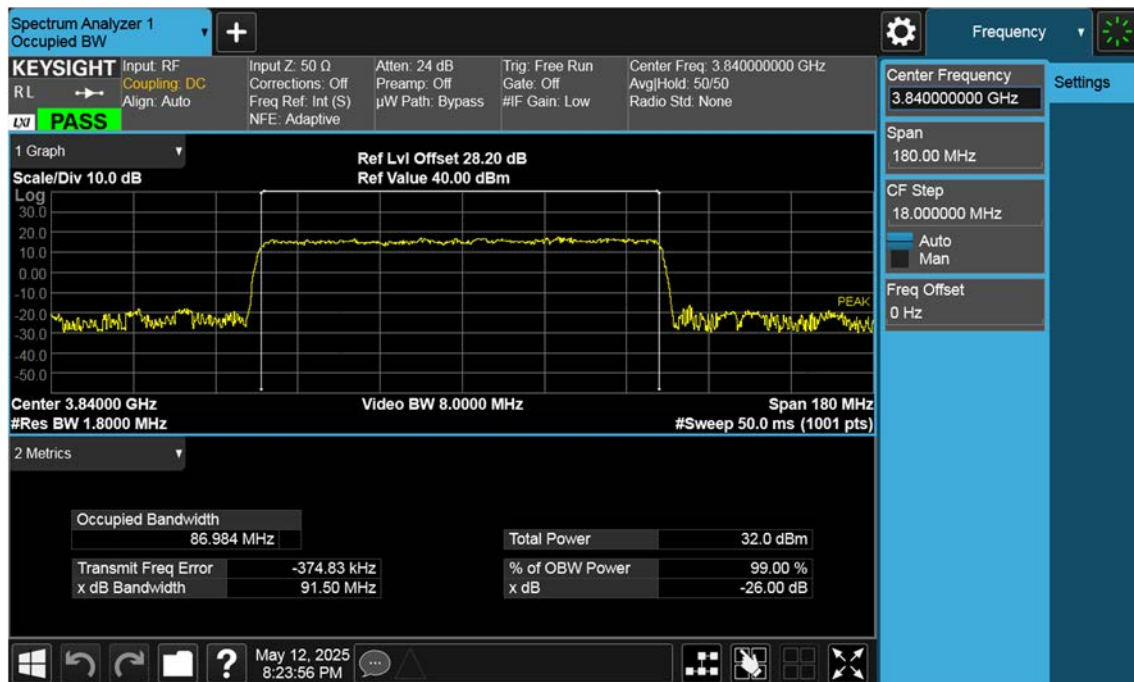 Spectrum Analyzer 1
Occupied BW
+
Frequency
KEYSIGHT
RL
LXI PASS
Input: RF
Coupling: DC
Align: Auto
Input Z: 50 Ω
Corrections: Off
Freq Ref: Int (S)
NFE: Adaptive
Atten: 24 dB
Preamp: Off
µW Path: Bypass
Trig: Free Run
Gate: Off
#IF Gain: Low
Center Freq: 3.840000000 GHz
Avg|Hold: 50/50
Radio Std: None
Center Frequency
3.840000000 GHz
Settings
Span
180.00 MHz
CF Step
18.000000 MHz
Auto
Man
Freq Offset
0 Hz
1 Graph
Scale/Div 10.0 dB
Ref Lvl Offset 28.20 dB
Ref Value 40.00 dBm
Log
30.0
20.0
10.0
0.00
-10.0
-20.0
-30.0
-40.0
-50.0
PEAK
Center 3.84000 GHz
#Res BW 1.8000 MHz
Video BW 8.0000 MHz
Span 180 MHz
#Sweep 50.0 ms (1001 pts)
2 Metrics
Occupied Bandwidth
86.984 MHz
Transmit Freq Error -374.83 kHz
x dB Bandwidth 91.50 MHz
Total Power 32.0 dBm
% of OBW Power 99.00 %
x dB -26.00 dB
?
May 12, 2025
8:23:56 PM